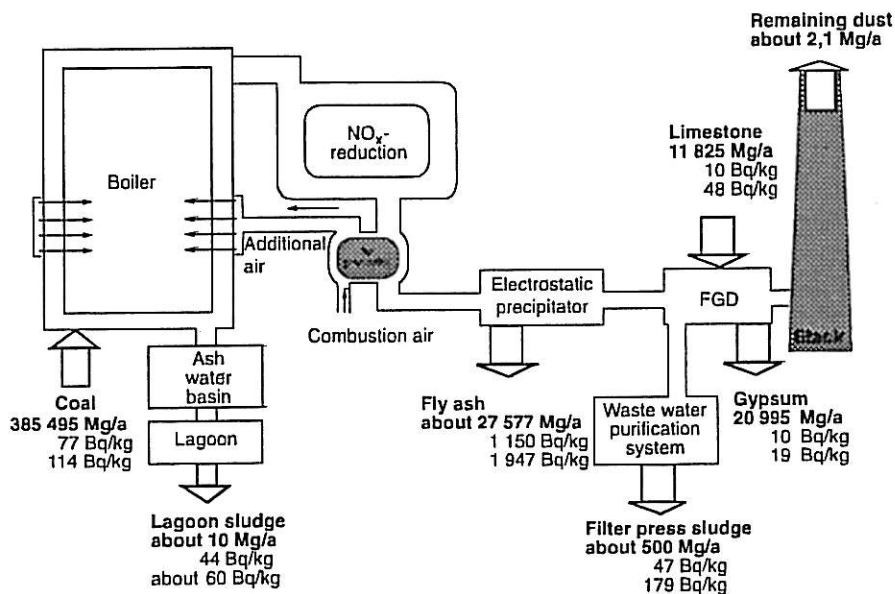 Remaining dust
about 2,1 Mg/a
NOx-
reduction
Limestone
11 825 Mg/a
10 Bq/kg
48 Bq/kg
Boiler
Additional
air
Electrostatic
precipitator
FGD
Stack
Combustion air
Ash
water
basin
Coal
385 495 Mg/a
77 Bq/kg
114 Bq/kg
Lagoon
Fly ash
about 27 577 Mg/a
1 150 Bq/kg
1 947 Bq/kg
Waste water
purification
system
Gypsum
20 995 Mg/a
10 Bq/kg
19 Bq/kg
Lagoon sludge
about 10 Mg/a
44 Bq/kg
about 60 Bq/kg
Filter press sludge
about 500 Mg/a
47 Bq/kg
179 Bq/kg